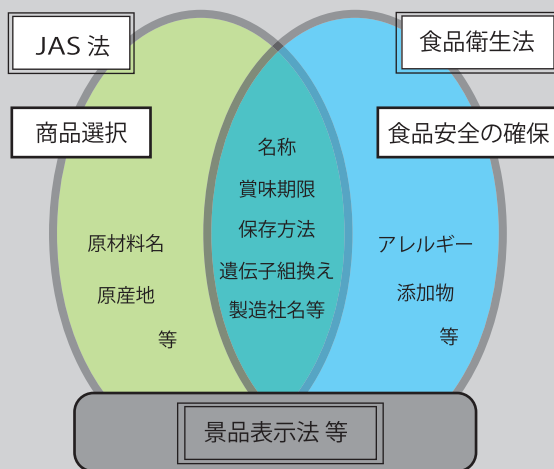 JAS 法
食品衛生法
商品選択
食品安全の確保
原材料名
原産地
等
名称
賞味期限
保存方法
遺伝子組換え
製造社名等
アレルギー
添加物
等
景品表示法 等